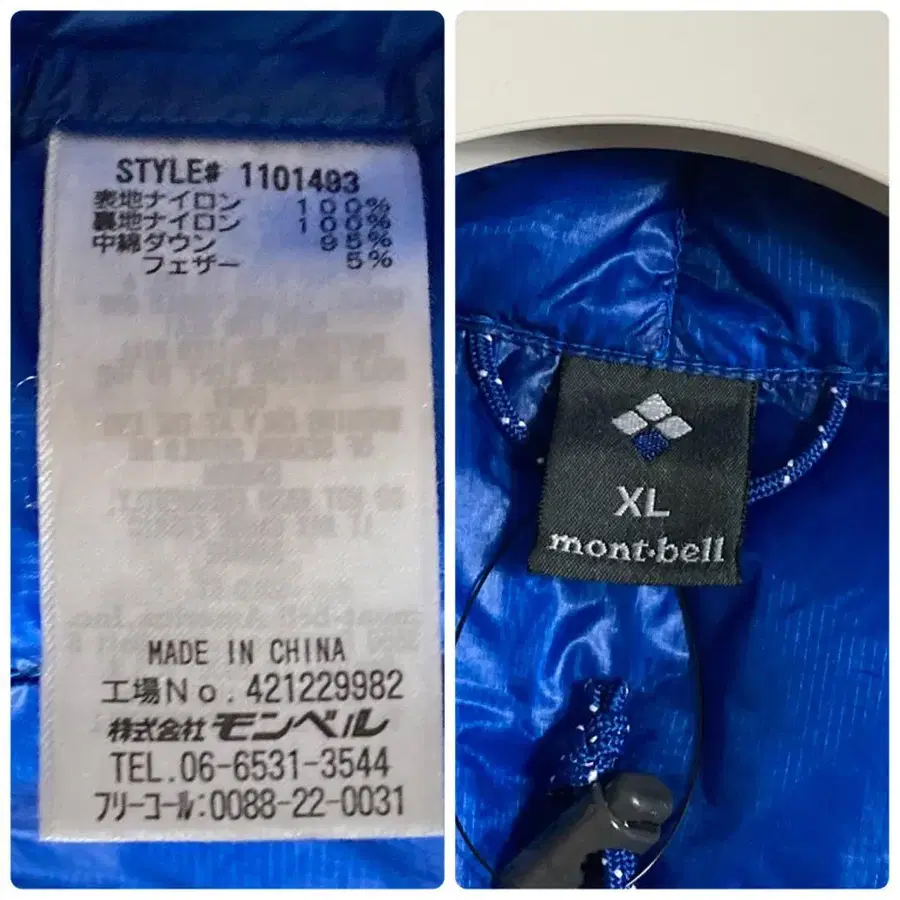 STYLE# 1101493
表地ナイロン 100%
裏地ナイロン 100%
中綿ダウン 95%
フェザー 5%
MADE IN CHINA
工場No.421229982
株式会社 モンベル
TEL.06-6531-3544
フリーコール:0088-22-0031
XL
mont-bell